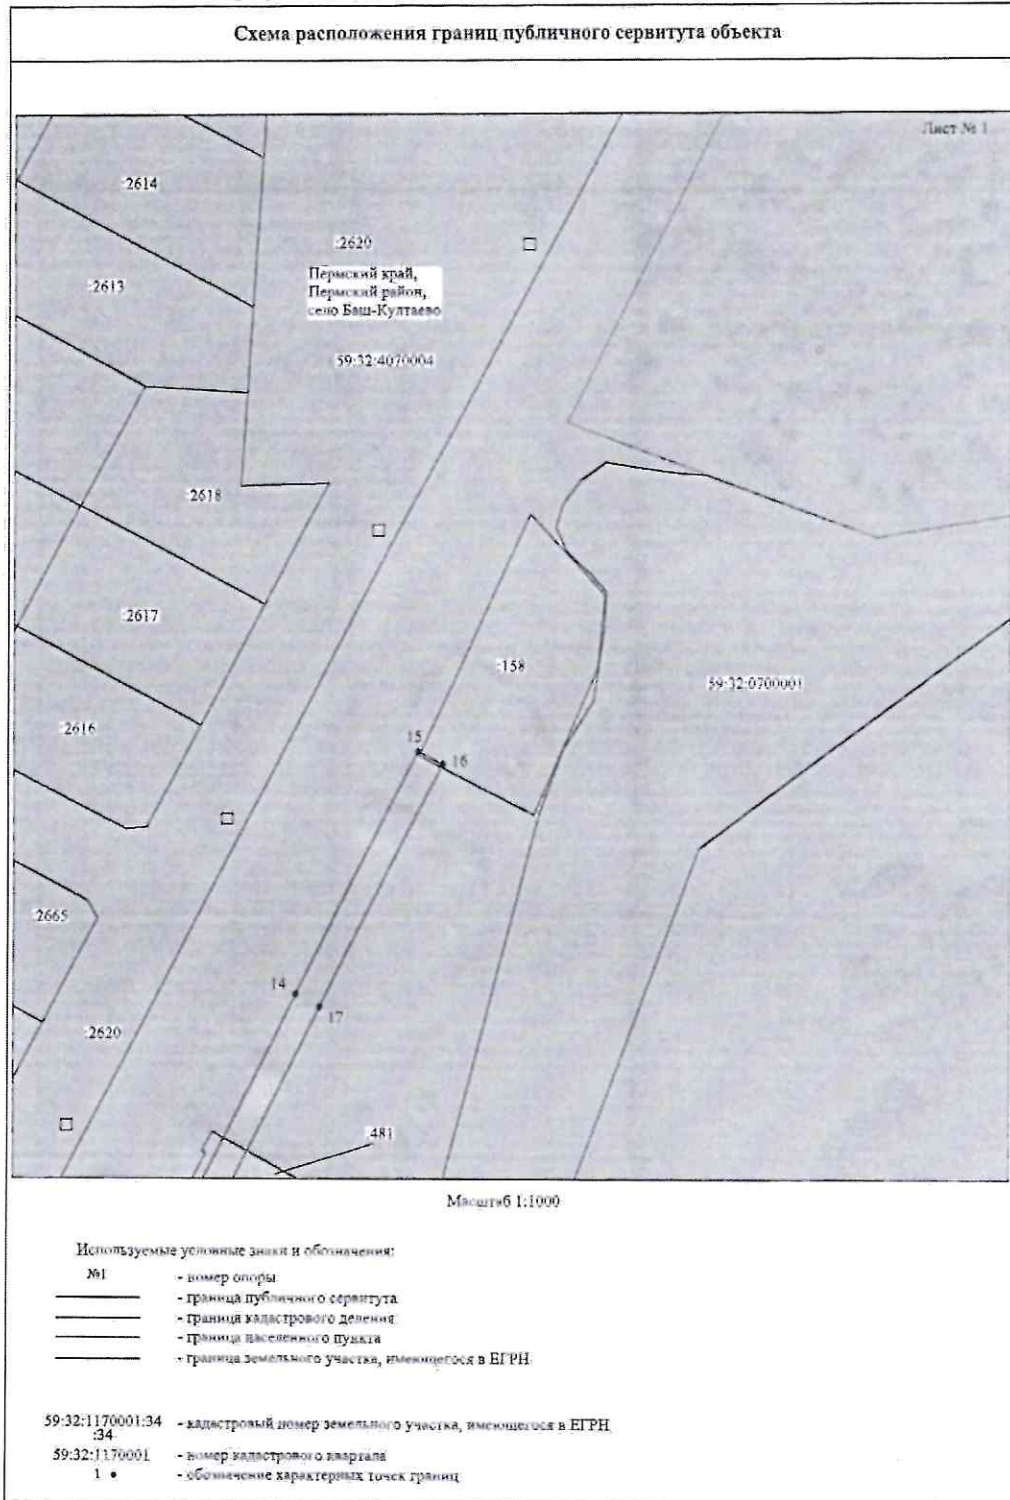 Схема расположения границ публичного сервитута объекта
Лист № 1
:2614
:2620
:2613
Пермский край,
Пермский район,
село Баш-Култаево
59:32:4070004
:2618
:2617
:158
59:32:0700001
:2616
15
16
:2665
14
17
:2620
:481
Масштаб 1:1000
Используемые условные знаки и обозначения:
№1 - номер опоры
- граница публичного сервитута
- граница кадастрового деления
- граница населенного пункта
- граница земельного участка, имеющегося в ЕГРН
59:32:1170001:34 - кадастровый номер земельного участка, имеющегося в ЕГРН
:34
59:32:1170001 - номер кадастрового квартала
1 • - обозначение характерных точек границ